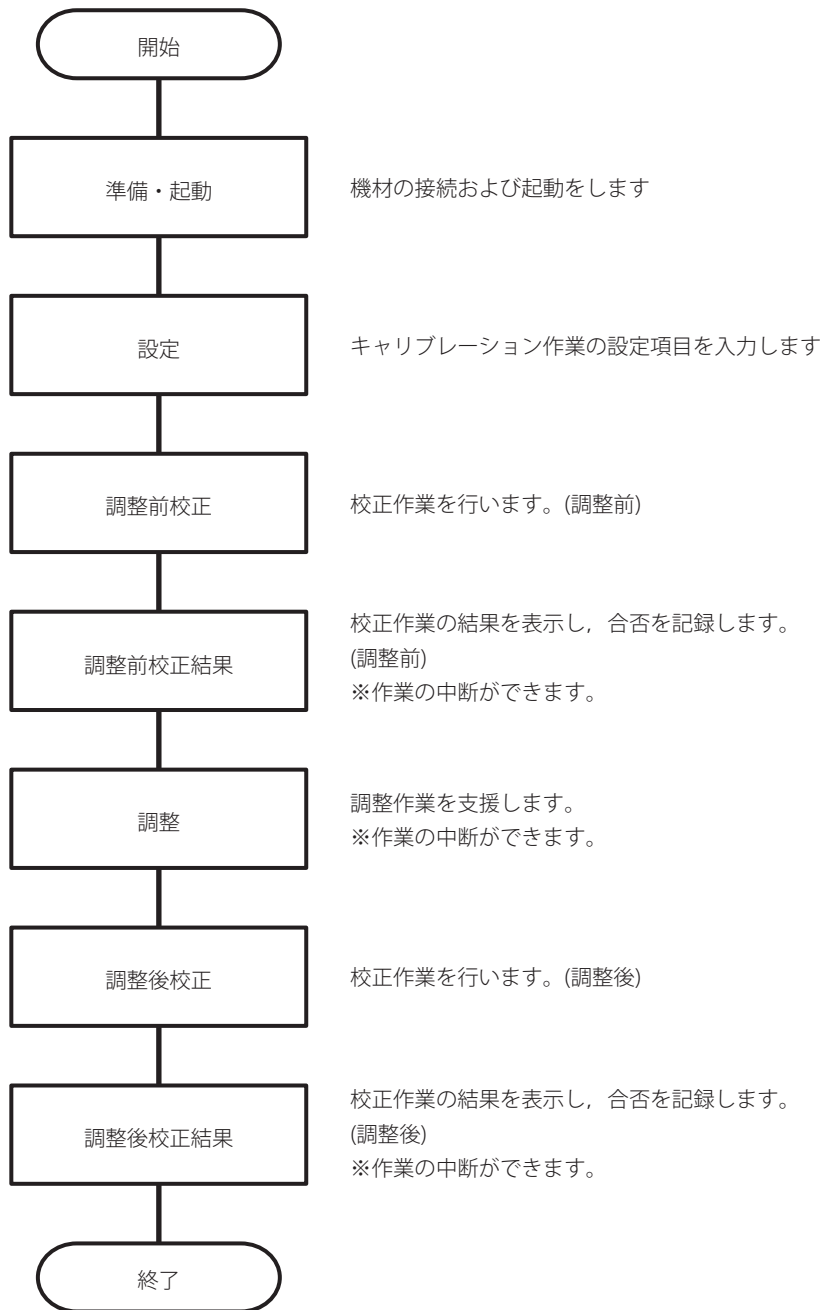 開始
準備・起動
機材の接続および起動をします
設定
キャリブレーション作業の設定項目を入力します
調整前校正
校正作業を行います。(調整前)
調整前校正結果
校正作業の結果を表示し，合否を記録します。
(調整前)
※作業の中断ができます。
調整
調整作業を支援します。
※作業の中断ができます。
調整後校正
校正作業を行います。(調整後)
調整後校正結果
校正作業の結果を表示し，合否を記録します。
(調整後)
※作業の中断ができます。
終了